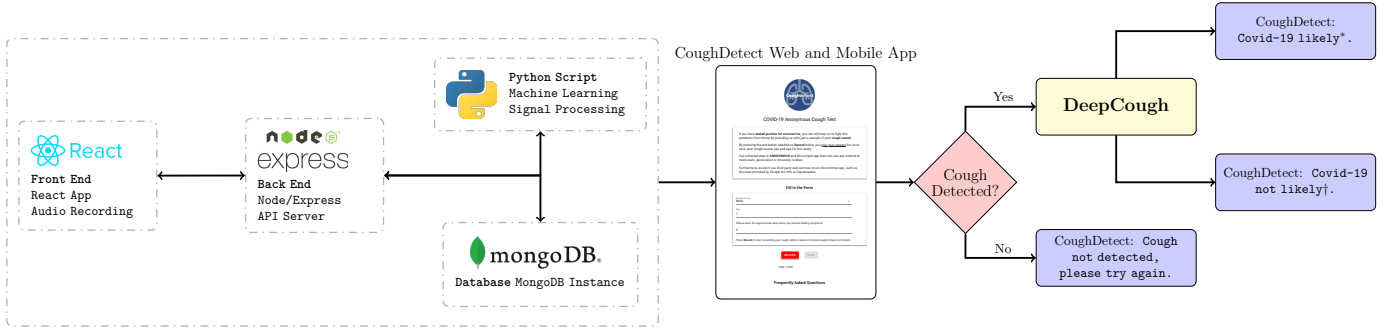 React
Front End
React App
Audio Recording
node JS
express
Back End
Node/Express
API Server
Python Script
Machine Learning
Signal Processing
mongoDB®
Database MongoDB Instance
CoughDetect Web and Mobile App
COVID-19 Anonymous Cough Test
Fill in the Form
Frequently Asked Questions
Cough
Detected?
Yes
No
DeepCough
CoughDetect:
Covid-19 likely*.
CoughDetect: Covid-19
not likely†.
CoughDetect: Cough
not detected,
please try again.